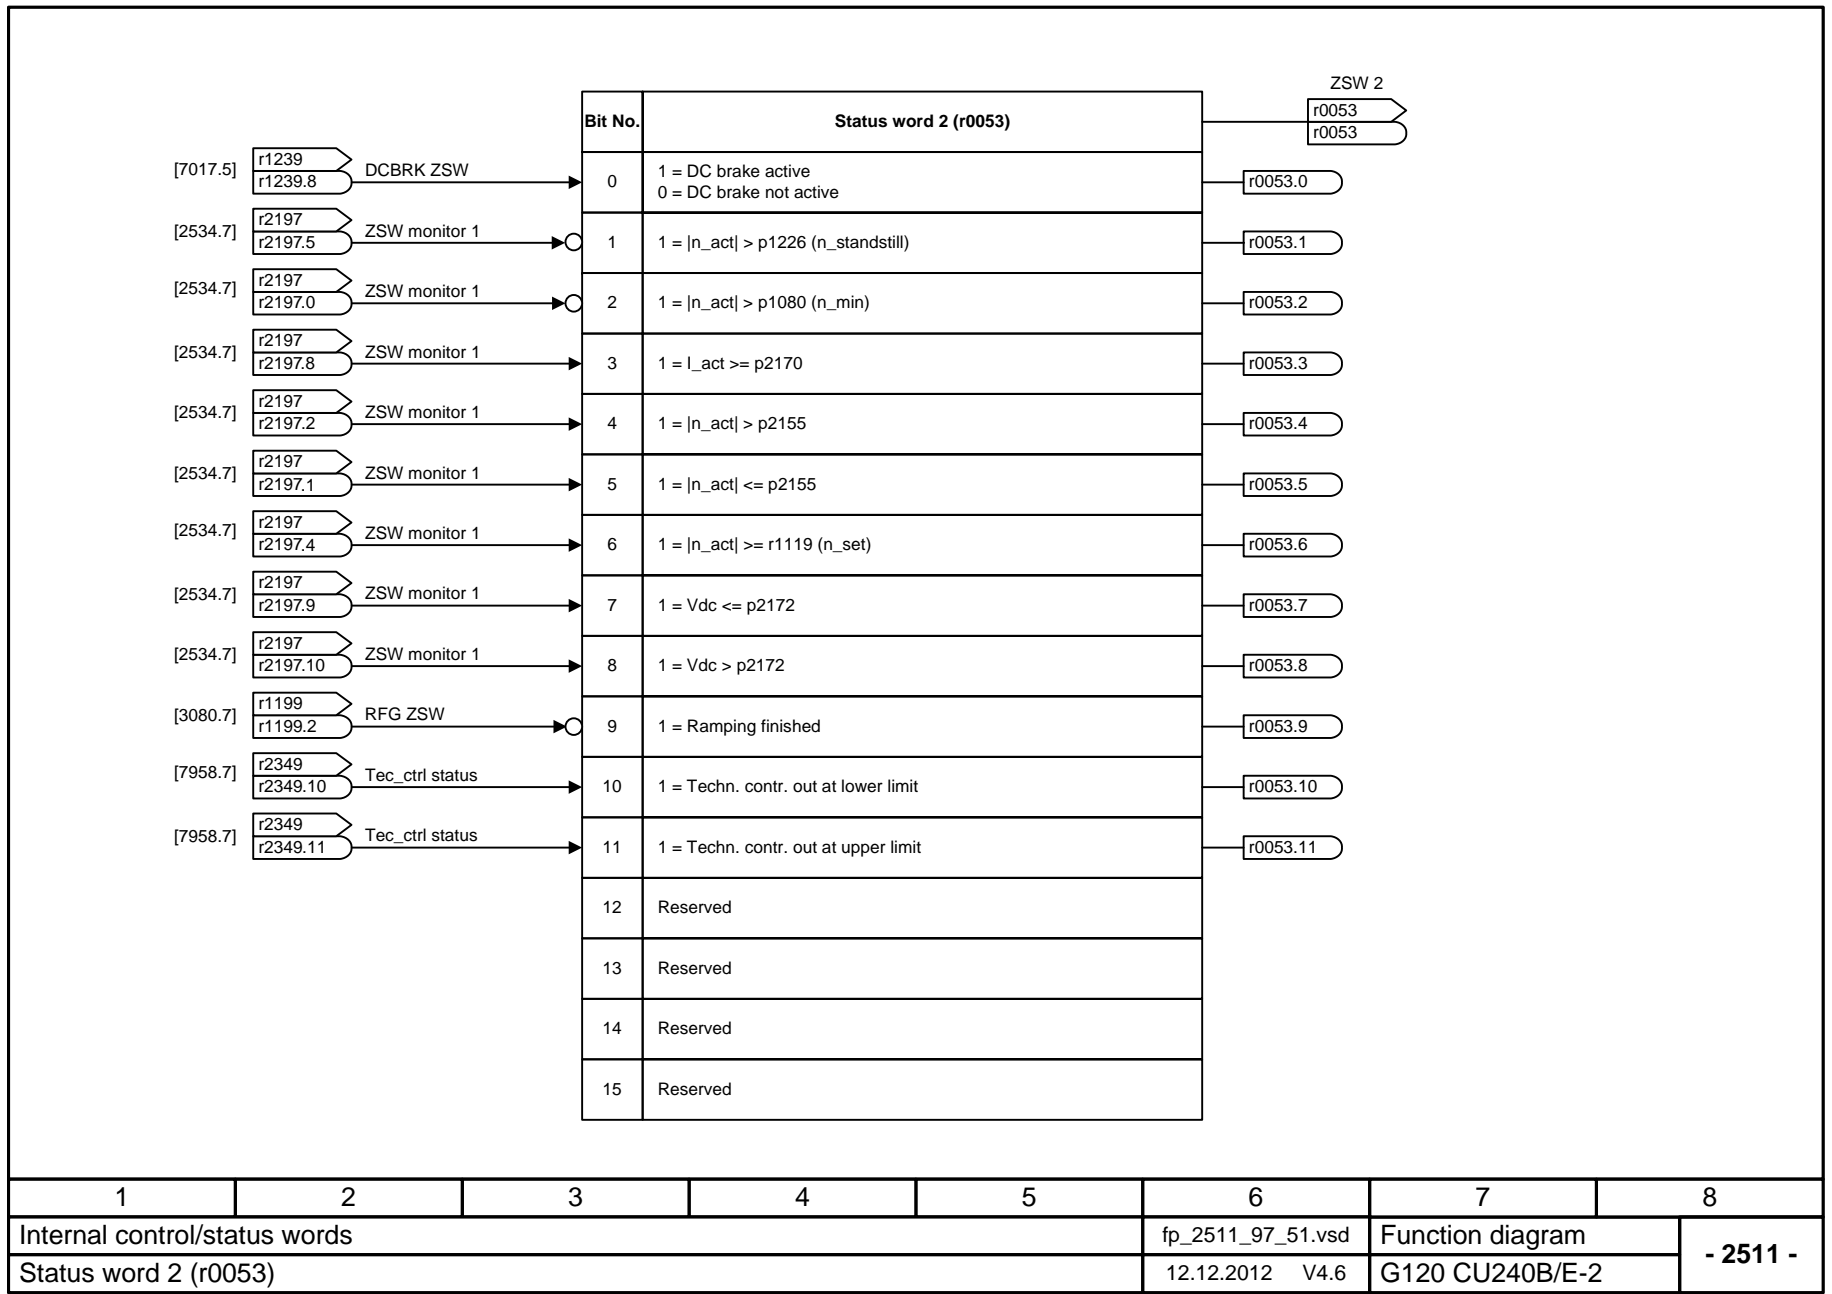 ZSW 2
Bit No. Status word 2 (r0053) r0053
r0053
[7017.5] r1239 DCBRK ZSW
r1239.8 0 1 = DC brake active
0 = DC brake not active r0053.0
[2534.7] r2197 ZSW monitor 1
r2197.5 1 1 = |n_act| > p1226 (n_standstill) r0053.1
[2534.7] r2197 ZSW monitor 1
r2197.0 2 1 = |n_act| > p1080 (n_min) r0053.2
[2534.7] r2197 ZSW monitor 1
r2197.8 3 1 = I_act >= p2170 r0053.3
[2534.7] r2197 ZSW monitor 1
r2197.2 4 1 = |n_act| > p2155 r0053.4
[2534.7] r2197 ZSW monitor 1
r2197.1 5 1 = |n_act| <= p2155 r0053.5
[2534.7] r2197 ZSW monitor 1
r2197.4 6 1 = |n_act| >= r1119 (n_set) r0053.6
[2534.7] r2197 ZSW monitor 1
r2197.9 7 1 = Vdc <= p2172 r0053.7
[2534.7] r2197 ZSW monitor 1
r2197.10 8 1 = Vdc > p2172 r0053.8
[3080.7] r1199 RFG ZSW
r1199.2 9 1 = Ramping finished r0053.9
[7958.7] r2349 Tec_ctrl status
r2349.10 10 1 = Techn. contr. out at lower limit r0053.10
[7958.7] r2349 Tec_ctrl status
r2349.11 11 1 = Techn. contr. out at upper limit r0053.11
12 Reserved
13 Reserved
14 Reserved
15 Reserved
1 2 3 4 5 6 7 8
Internal control/status words fp_2511_97_51.vsd Function diagram - 2511 -
Status word 2 (r0053) 12.12.2012 V4.6 G120 CU240B/E-2